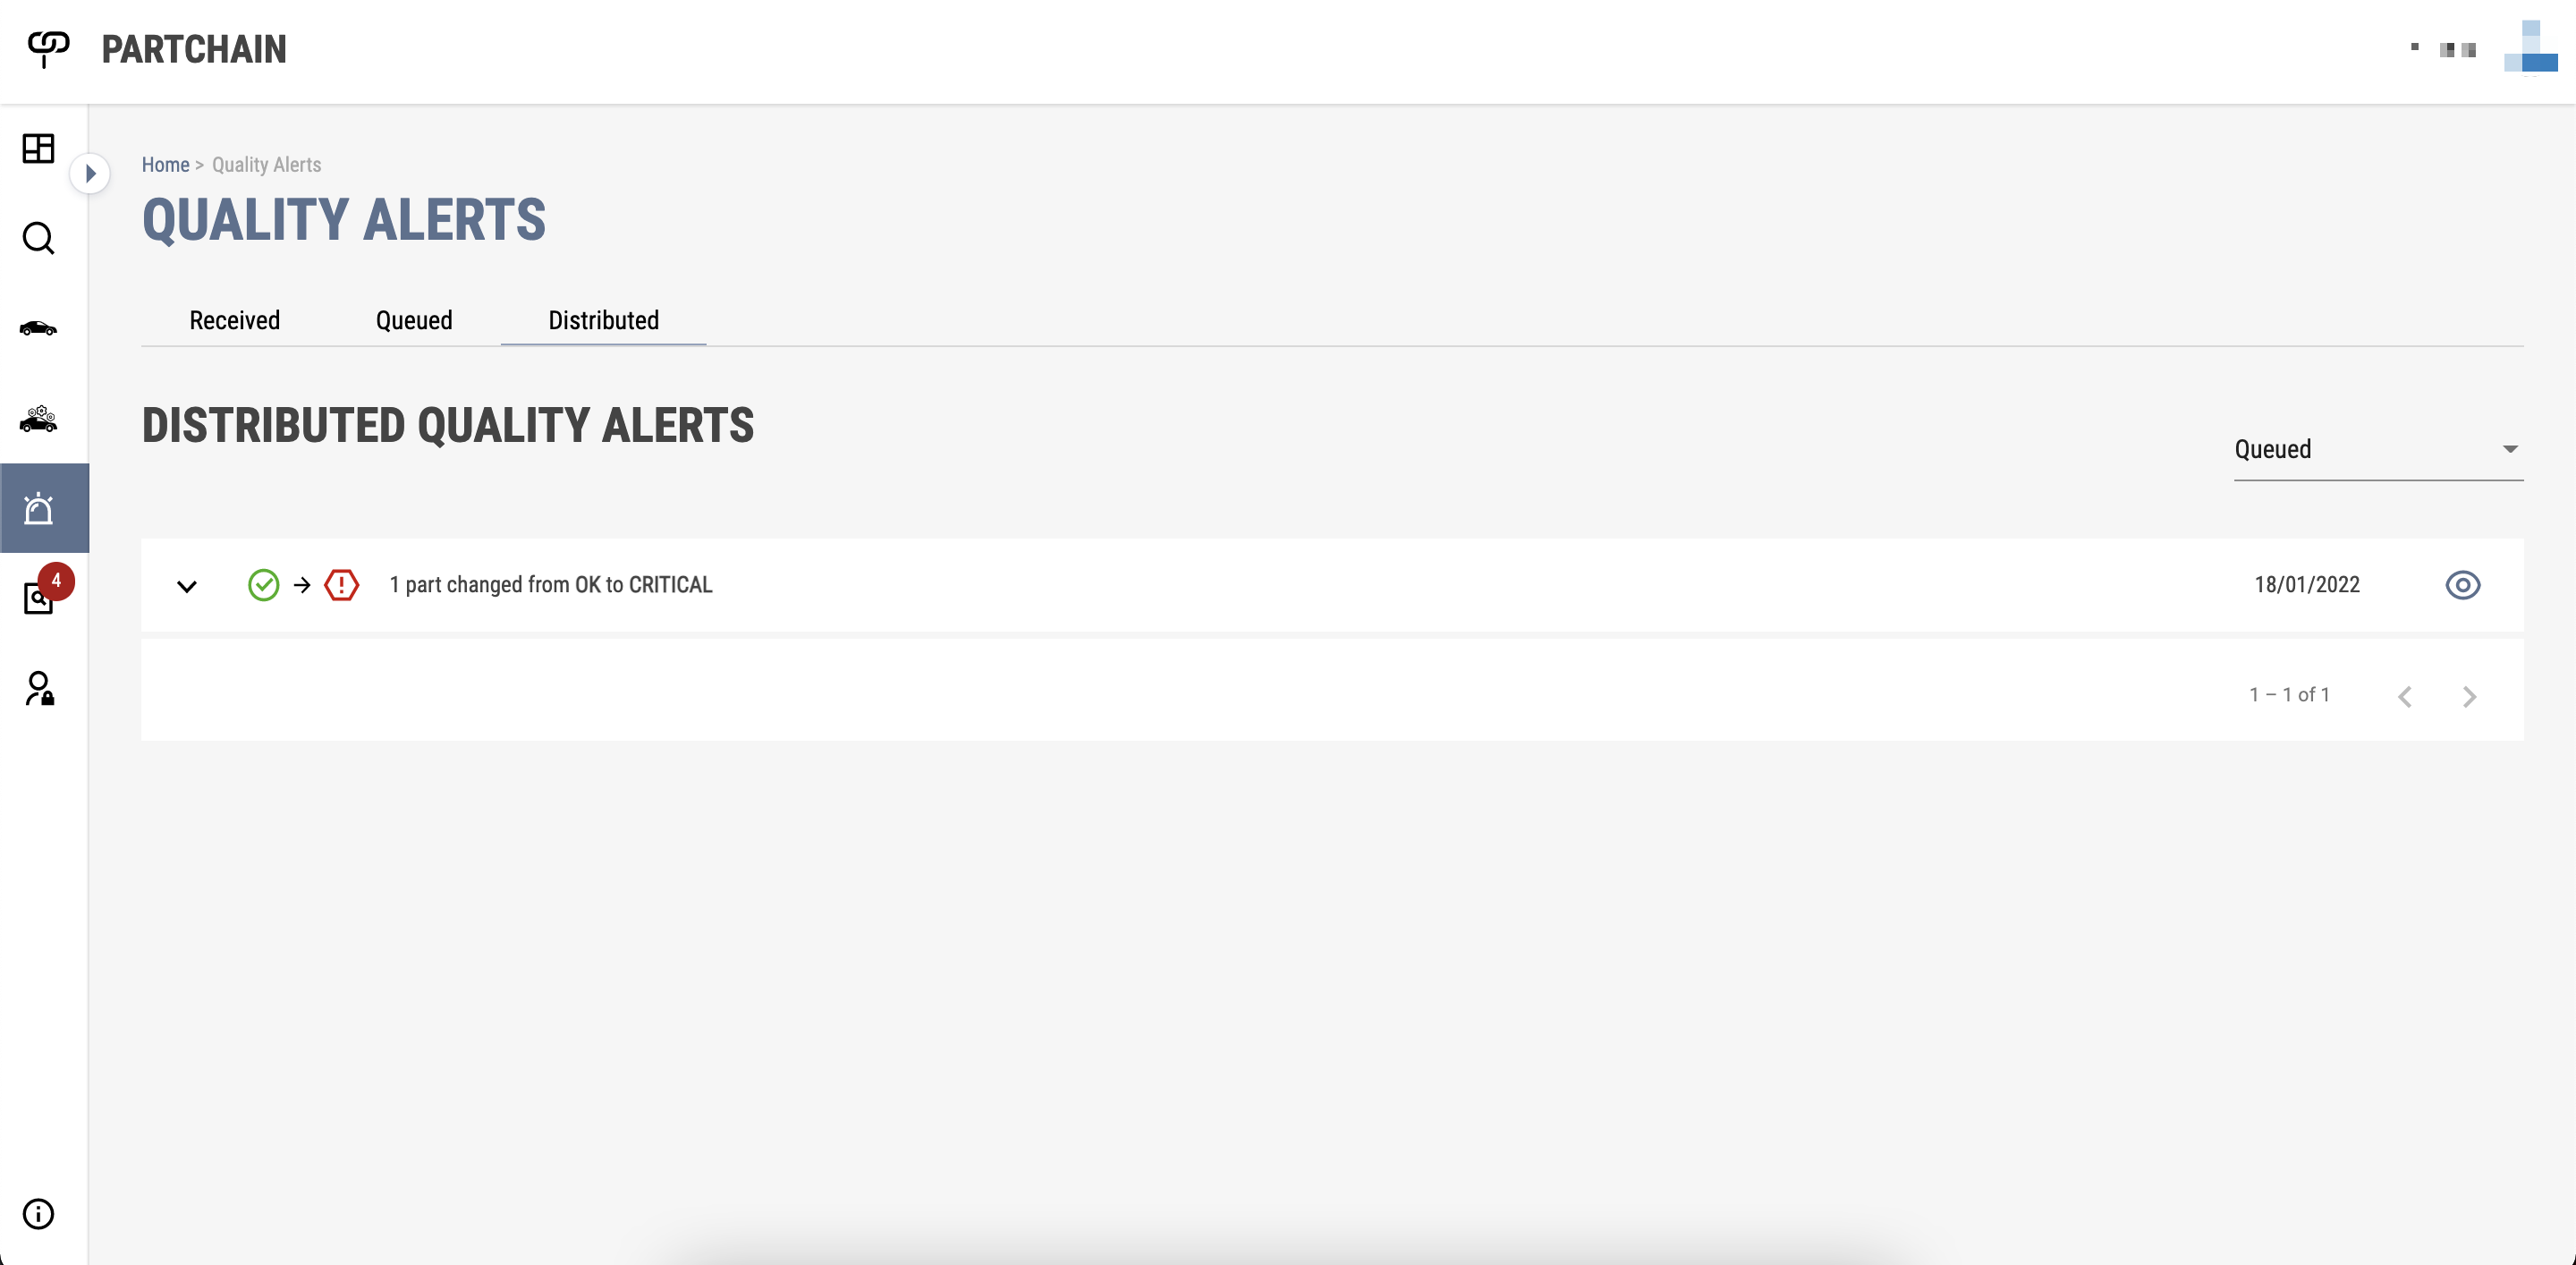 PARTCHAIN
Home > Quality Alerts
QUALITY ALERTS
Received Queued Distributed
DISTRIBUTED QUALITY ALERTS
Queued
1 part changed from OK to CRITICAL 18/01/2022
4
1 – 1 of 1